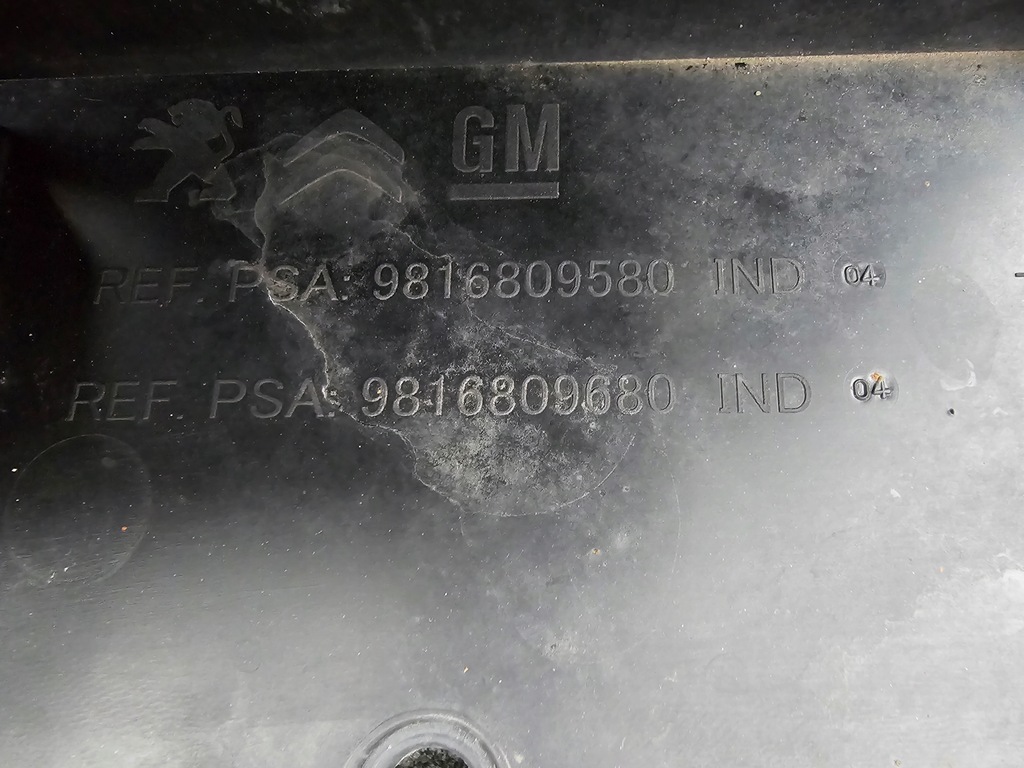 GM
REF. PSA: 9816809580 IND 04
REF PSA: 9816809680 IND 04